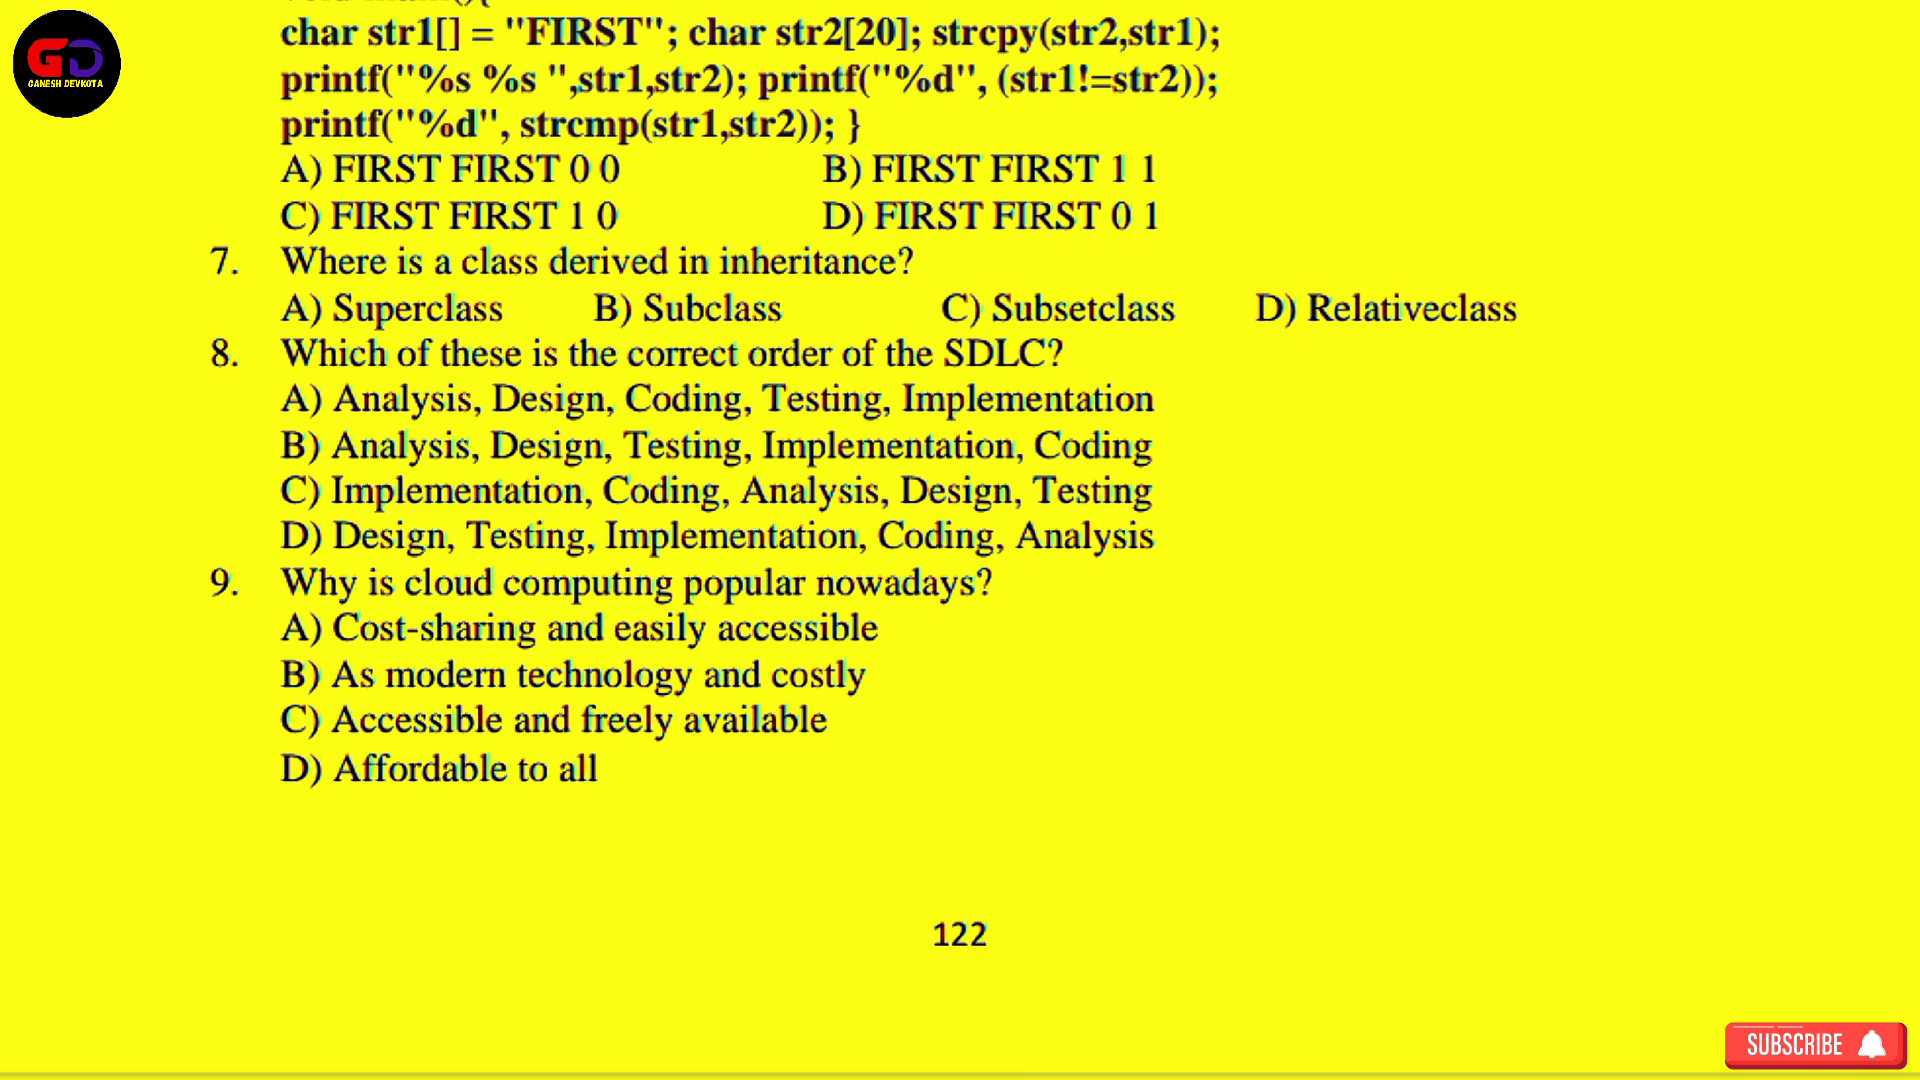 void main(){
char str1[] = "FIRST"; char str2[20]; strcpy(str2,str1);
printf("%s %s ",str1,str2); printf("%d", (str1!=str2));
printf("%d", strcmp(str1,str2)); }
A) FIRST FIRST 0 0 B) FIRST FIRST 1 1
C) FIRST FIRST 1 0 D) FIRST FIRST 0 1
7. Where is a class derived in inheritance?
A) Superclass B) Subclass C) Subsetclass D) Relativeclass
8. Which of these is the correct order of the SDLC?
A) Analysis, Design, Coding, Testing, Implementation
B) Analysis, Design, Testing, Implementation, Coding
C) Implementation, Coding, Analysis, Design, Testing
D) Design, Testing, Implementation, Coding, Analysis
9. Why is cloud computing popular nowadays?
A) Cost-sharing and easily accessible
B) As modern technology and costly
C) Accessible and freely available
D) Affordable to all
122
GD
GANESH DEVKOTA
SUBSCRIBE